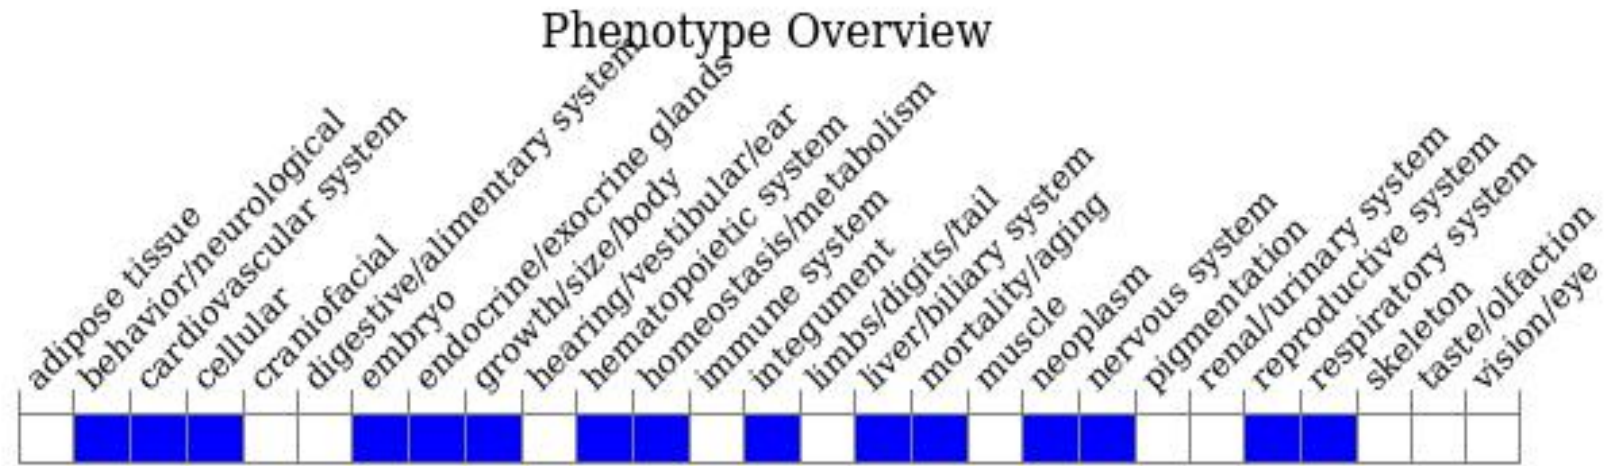 Phenotype Overview
adipose tissue
behavior/neurological
cardiovascular system
cellular
craniofacial
digestive/alimentary system
embryo
endocrine/exocrine glands
growth/size/body
hearing/vestibular/ear
hematopoietic system
homeostasis/metabolism
immune system
integument
limbs/digits/tail
liver/biliary system
mortality/aging
muscle
neoplasm
nervous system
pigmentation
renal/urinary system
reproductive system
respiratory system
skeleton
taste/olfaction
vision/eye